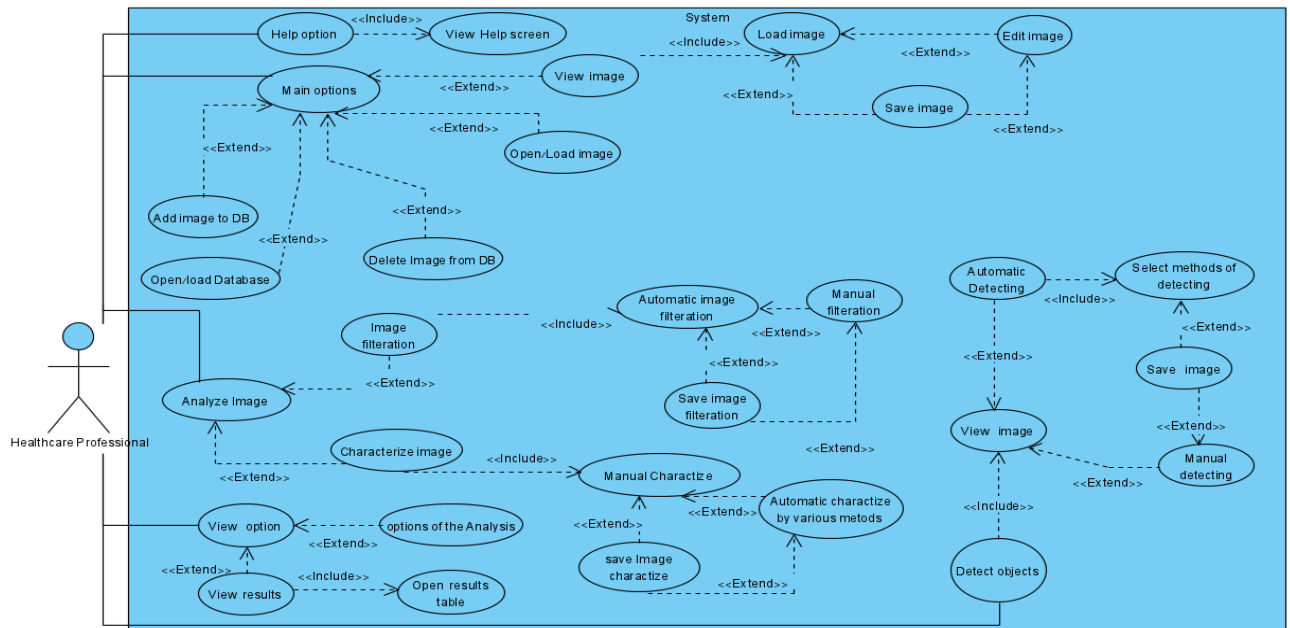 System
<<Include>>
Help option
View Help screen
<<Include>>
Load image
Edit image
<<Extend>>
View image
<<Extend>>
Main options
<<Extend>>
Save image
<<Extend>>
<<Extend>>
<<Extend>>
Open/Load image
Add image to DB
<<Extend>>
<<Extend>>
Delete Image from DB
Open/load Database
Automatic
Detecting
Select methods of
detecting
<<Include>>
Automatic image
filteration
Manual
filteration
<<Include>>
<<Extend>>
Image
filteration
<<Extend>>
<<Extend>>
<<Extend>>
<<Extend>>
Save image
Analyze Image
Save image
filteration
<<Extend>>
Healthcare Professional
View image
<<Extend>>
Manual
detecting
<<Extend>>
Characterize image
<<Include>>
<<Extend>>
Manual Charactize
<<Extend>>
Automatic charactize
by various metods
<<Extend>>
<<Include>>
View option
options of the Analysis
<<Extend>>
<<Extend>>
save Image
charactize
<<Extend>>
<<Extend>>
<<Include>>
View results
Open results
table
Detect objects